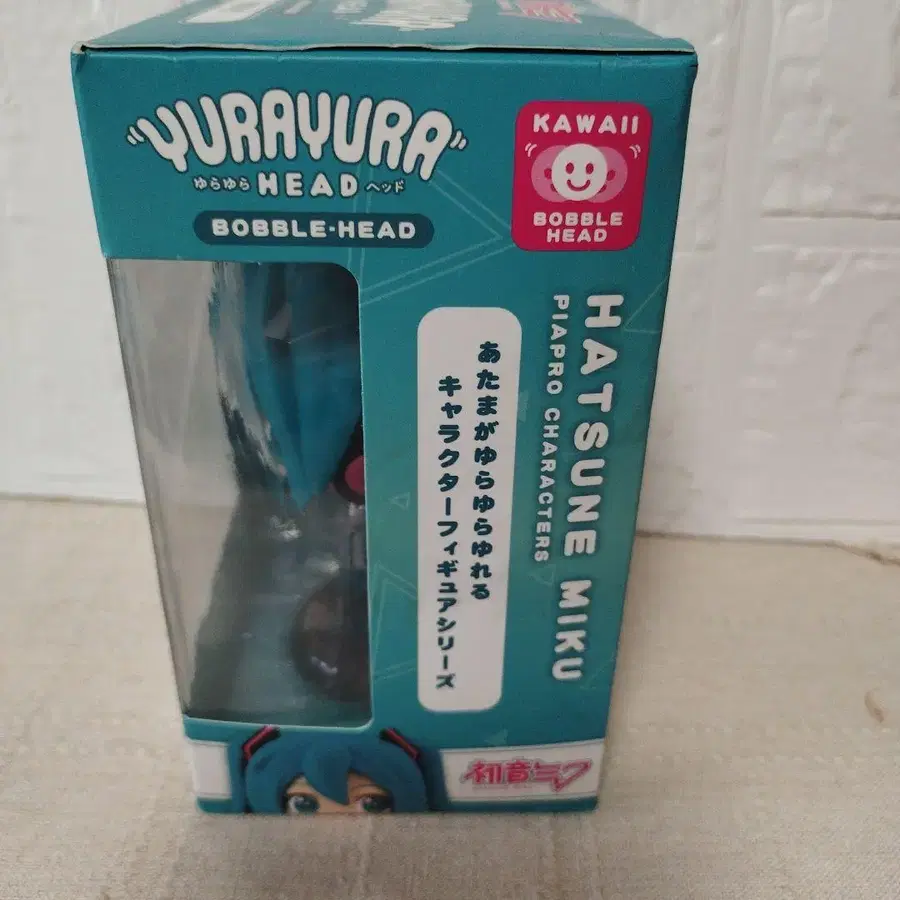 YURAYURA
ゆらゆら HEAD ヘッド
BOBBLE-HEAD
KAWAII
BOBBLE
HEAD
HATSUNE MIKU
PIAPRO CHARACTERS
あたまがゆらゆらゆれる
キャラクターフィギュアシリーズ
初音ミク